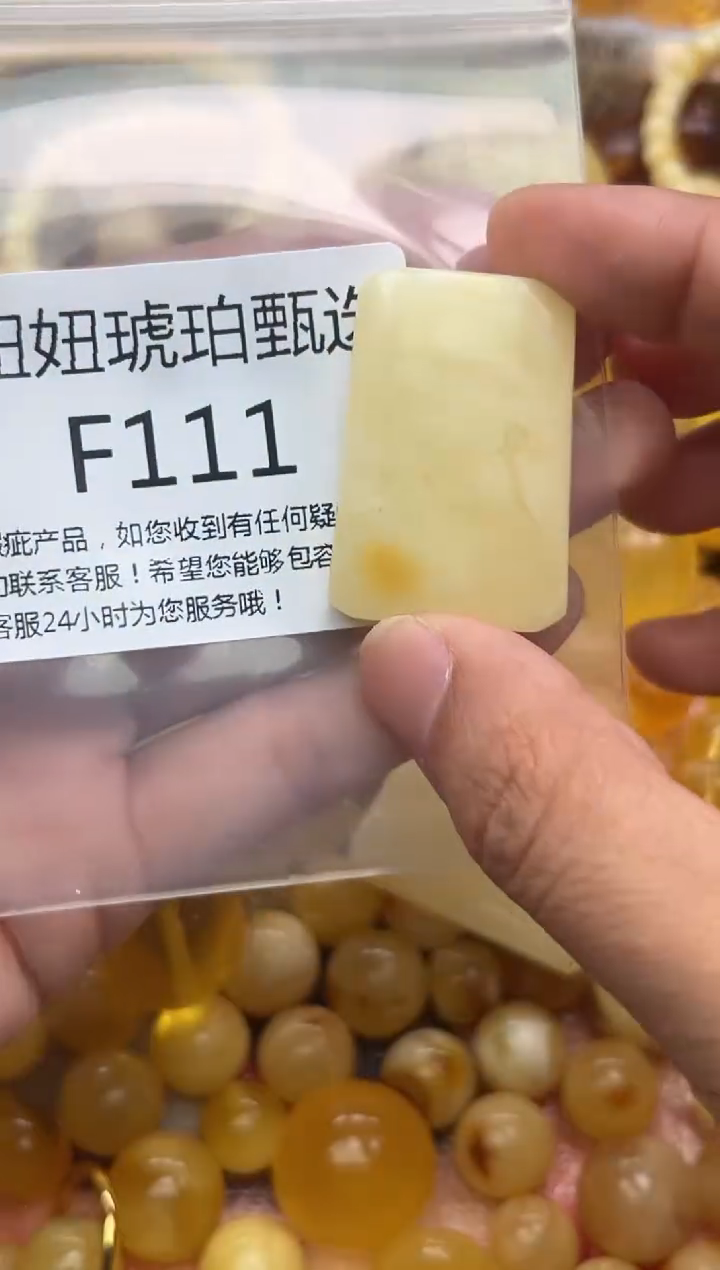 妞琥珀甄选
F111
疵产品，如您收到有任何疑
联系客服！希望您能够包容
客服24小时为您服务哦！